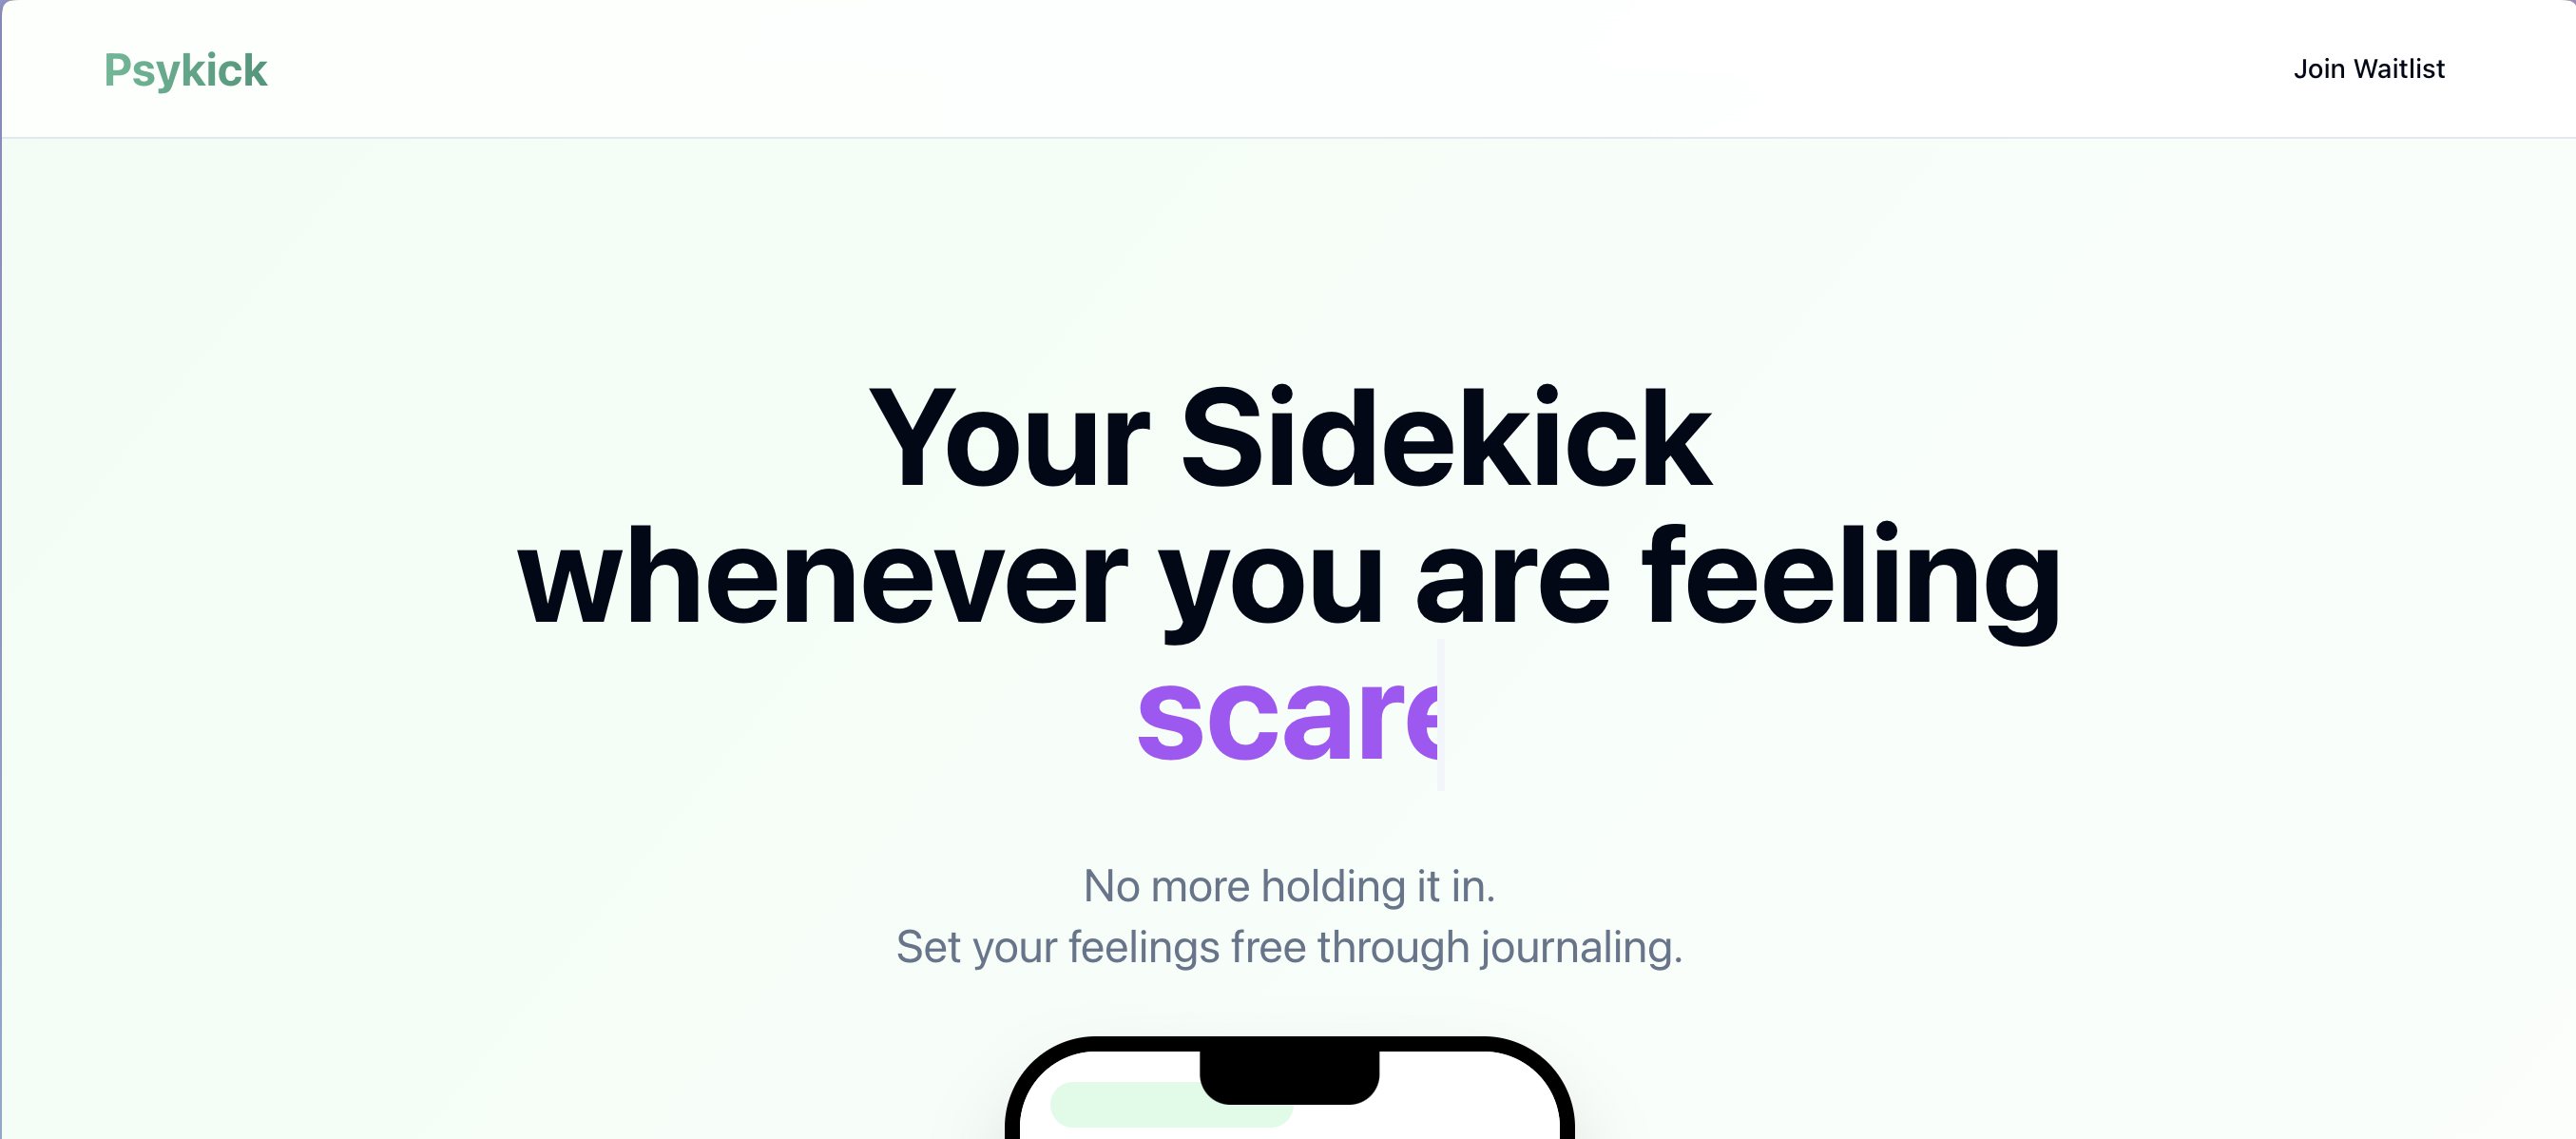 Psykick
Join Waitlist
Your Sidekick
whenever you are feeling
scare
No more holding it in.
Set your feelings free through journaling.